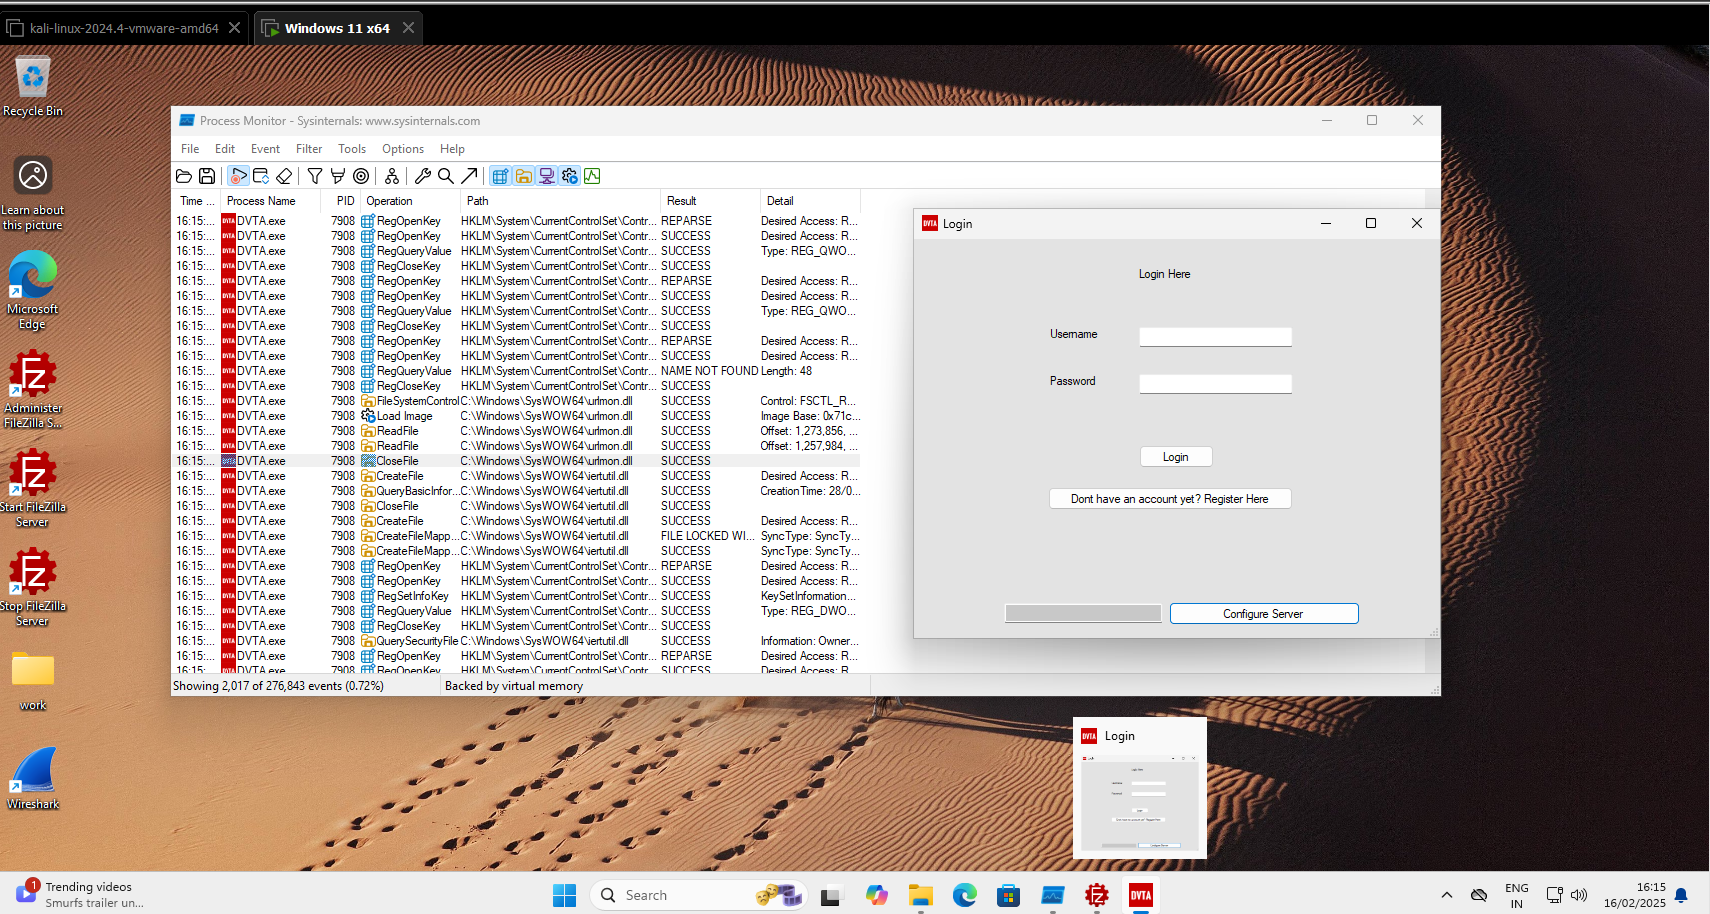 kali-linux-2024.4-vmware-amd64
Windows 11 x64
Recycle Bin
Learn about
this picture
Microsoft
Edge
Administer
FileZilla S...
Start FileZilla
Server
Stop FileZilla
Server
work
Wireshark
Process Monitor - Sysinternals: www.sysinternals.com
File Edit Event Filter Tools Options Help
Time ... Process Name PID Operation Path Result Detail
16:15:... DVTA.exe 7908 RegOpenKey HKLM\System\CurrentControlSet\Contr... REPARSE Desired Access: R...
16:15:... DVTA.exe 7908 RegOpenKey HKLM\System\CurrentControlSet\Contr... SUCCESS Desired Access: R...
16:15:... DVTA.exe 7908 RegQueryValue HKLM\System\CurrentControlSet\Contr... SUCCESS Type: REG_QWO...
16:15:... DVTA.exe 7908 RegCloseKey HKLM\System\CurrentControlSet\Contr... SUCCESS
16:15:... DVTA.exe 7908 RegOpenKey HKLM\System\CurrentControlSet\Contr... REPARSE Desired Access: R...
16:15:... DVTA.exe 7908 RegOpenKey HKLM\System\CurrentControlSet\Contr... SUCCESS Desired Access: R...
16:15:... DVTA.exe 7908 RegQueryValue HKLM\System\CurrentControlSet\Contr... SUCCESS Type: REG_QWO...
16:15:... DVTA.exe 7908 RegCloseKey HKLM\System\CurrentControlSet\Contr... SUCCESS
16:15:... DVTA.exe 7908 RegOpenKey HKLM\System\CurrentControlSet\Contr... REPARSE Desired Access: R...
16:15:... DVTA.exe 7908 RegOpenKey HKLM\System\CurrentControlSet\Contr... SUCCESS Desired Access: R...
16:15:... DVTA.exe 7908 RegQueryValue HKLM\System\CurrentControlSet\Contr... NAME NOT FOUND Length: 48
16:15:... DVTA.exe 7908 RegCloseKey HKLM\System\CurrentControlSet\Contr... SUCCESS
16:15:... DVTA.exe 7908 FileSystemControl C:\Windows\SysWOW64\urlmon.dll SUCCESS Control: FSCTL_R...
16:15:... DVTA.exe 7908 Load Image C:\Windows\SysWOW64\urlmon.dll SUCCESS Image Base: 0x71c...
16:15:... DVTA.exe 7908 ReadFile C:\Windows\SysWOW64\urlmon.dll SUCCESS Offset: 1,273,856, ...
16:15:... DVTA.exe 7908 ReadFile C:\Windows\SysWOW64\urlmon.dll SUCCESS Offset: 1,257,984, ...
16:15:... DVTA.exe 7908 CloseFile C:\Windows\SysWOW64\urlmon.dll SUCCESS
16:15:... DVTA.exe 7908 CreateFile C:\Windows\SysWOW64\iertutil.dll SUCCESS Desired Access: R...
16:15:... DVTA.exe 7908 QueryBasicInfor... C:\Windows\SysWOW64\iertutil.dll SUCCESS CreationTime: 28/0...
16:15:... DVTA.exe 7908 CloseFile C:\Windows\SysWOW64\iertutil.dll SUCCESS
16:15:... DVTA.exe 7908 CreateFile C:\Windows\SysWOW64\iertutil.dll SUCCESS Desired Access: R...
16:15:... DVTA.exe 7908 CreateFileMapp... C:\Windows\SysWOW64\iertutil.dll FILE LOCKED WI... SyncType: SyncTy...
16:15:... DVTA.exe 7908 CreateFileMapp... C:\Windows\SysWOW64\iertutil.dll SUCCESS SyncType: SyncTy...
16:15:... DVTA.exe 7908 RegOpenKey HKLM\System\CurrentControlSet\Contr... REPARSE Desired Access: R...
16:15:... DVTA.exe 7908 RegOpenKey HKLM\System\CurrentControlSet\Contr... SUCCESS Desired Access: R...
16:15:... DVTA.exe 7908 RegSetInfoKey HKLM\System\CurrentControlSet\Contr... SUCCESS KeySetInformation...
16:15:... DVTA.exe 7908 RegQueryValue HKLM\System\CurrentControlSet\Contr... SUCCESS Type: REG_DWO...
16:15:... DVTA.exe 7908 RegCloseKey HKLM\System\CurrentControlSet\Contr... SUCCESS
16:15:... DVTA.exe 7908 QuerySecurityFile C:\Windows\SysWOW64\iertutil.dll SUCCESS Information: Owner...
16:15:... DVTA.exe 7908 RegOpenKey HKLM\System\CurrentControlSet\Contr... REPARSE Desired Access: R...
16:15:... DVTA.exe 7908 RegOpenKey HKLM\System\CurrentControlSet\Contr... SUCCESS Desired Access: R...
Showing 2,017 of 276,843 events (0.72%) Backed by virtual memory
DVTA Login
Login Here
Username
Password
Login
Dont have an account yet? Register Here
Configure Server
DVTA Login
1 Trending videos
Smurfs trailer un...
Search
DVTA
ENG
IN
16:15
16/02/2025